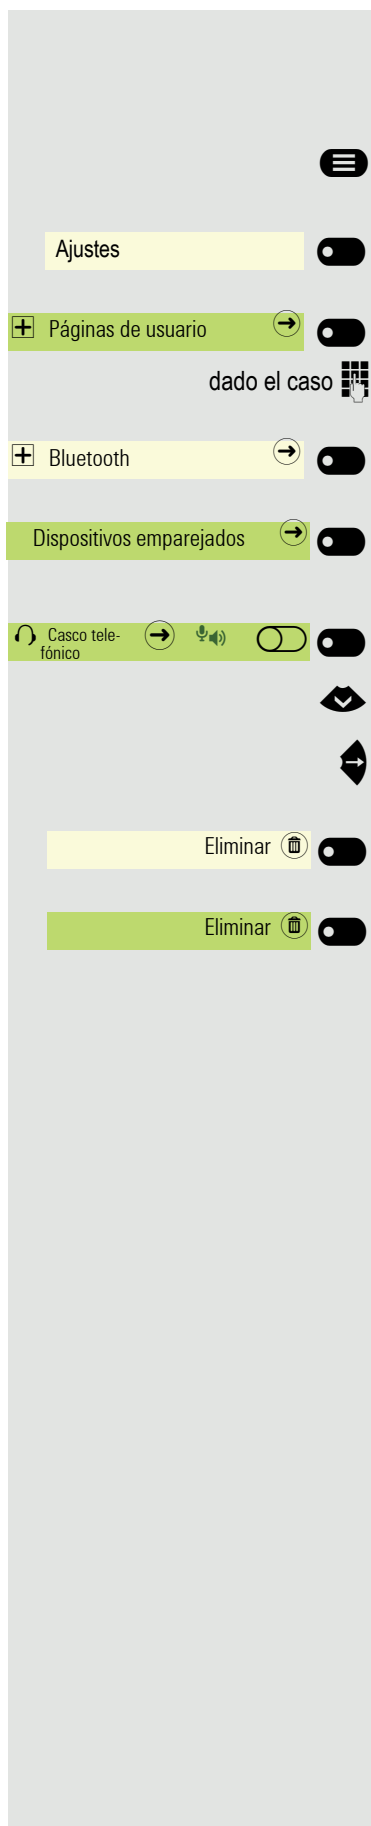 Ajustes
Páginas de usuario
dado el caso
Bluetooth
Dispositivos emparejados
Casco tele-
fónico
Eliminar
Eliminar